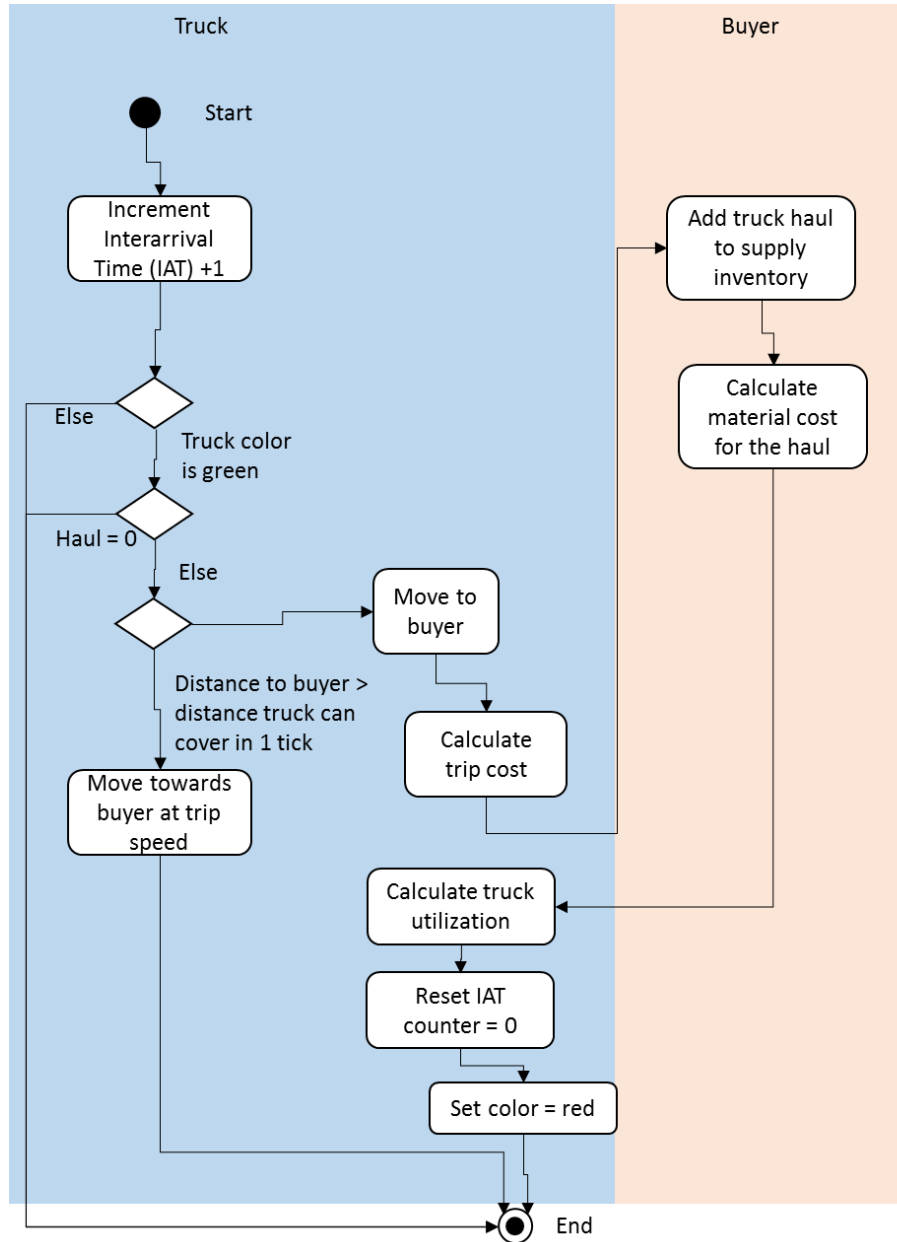 Truck
Buyer
Start
Increment
Interarrival
Time (IAT) +1
Add truck haul
to supply
inventory
Calculate
material cost
for the haul
Else
Truck color
is green
Haul = 0
Else
Move to
buyer
Distance to buyer >
distance truck can
cover in 1 tick
Calculate
trip cost
Move towards
buyer at trip
speed
Calculate truck
utilization
Reset IAT
counter = 0
Set color = red
End